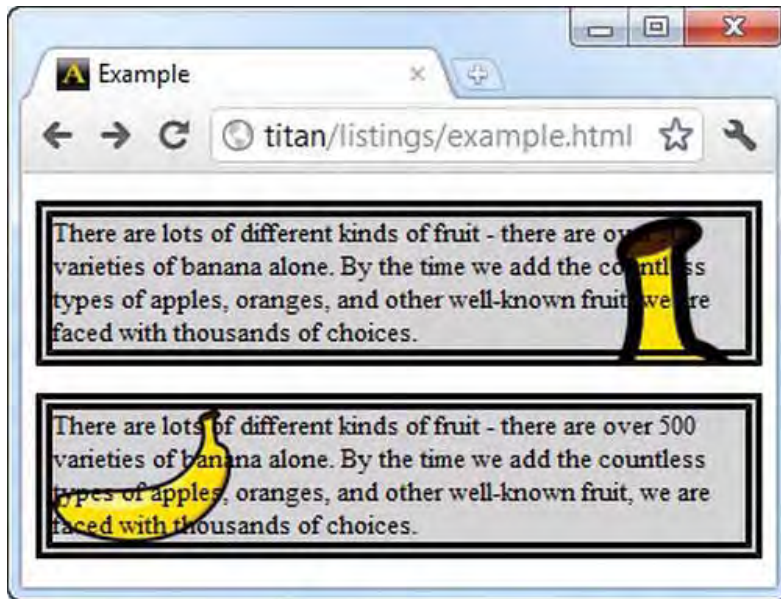 A Example
titan/listings/example.html
There are lots of different kinds of fruit - there are over
varieties of banana alone. By the time we add the countless
types of apples, oranges, and other well-known fruit, we are
faced with thousands of choices.
There are lots of different kinds of fruit - there are over 500
varieties of banana alone. By the time we add the countless
types of apples, oranges, and other well-known fruit, we are
faced with thousands of choices.